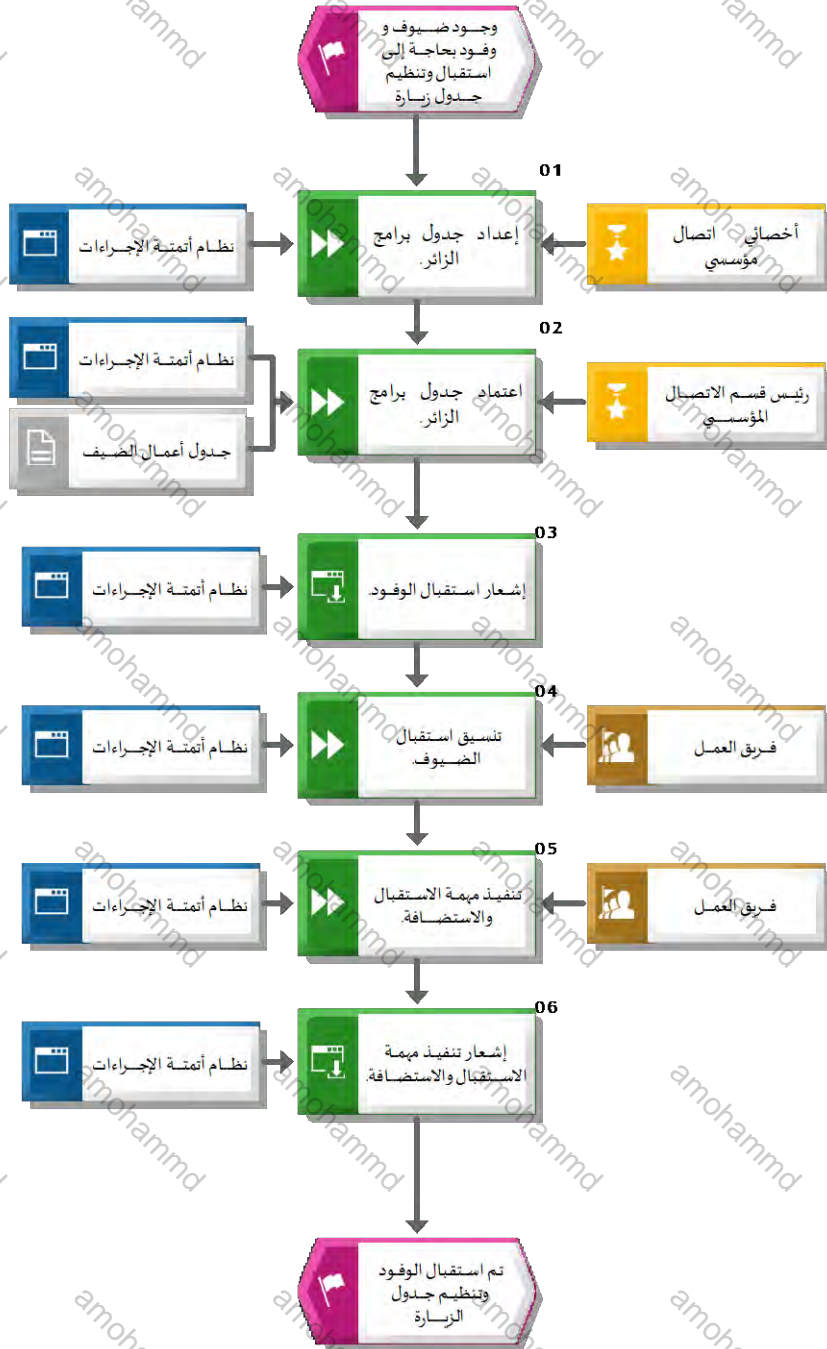 وجود ضيوف و
وفود بحاجة إلى
استقبال وتنظيم
جدول زيارة
01
أخصائي اتصال
مؤسسي
إعداد جدول برامج
الزائر.
نظام أتمتة الإجراءات
02
رئيس قسم الاتصال
المؤسسي
اعتماد جدول برامج
الزائر.
نظام أتمتة الإجراءات
جدول أعمال الضيف
03
إشعار استقبال الوفود.
نظام أتمتة الإجراءات
04
فريق العمل
تنسيق استقبال
الضيوف.
نظام أتمتة الإجراءات
05
فريق العمل
تنفيذ مهمة الاستقبال
والاستضافة.
نظام أتمتة الإجراءات
06
إشعار تنفيذ مهمة
الاستقبال والاستضافة.
نظام أتمتة الإجراءات
تم استقبال الوفود
وتنظيم جدول
الزيارة
amohammd